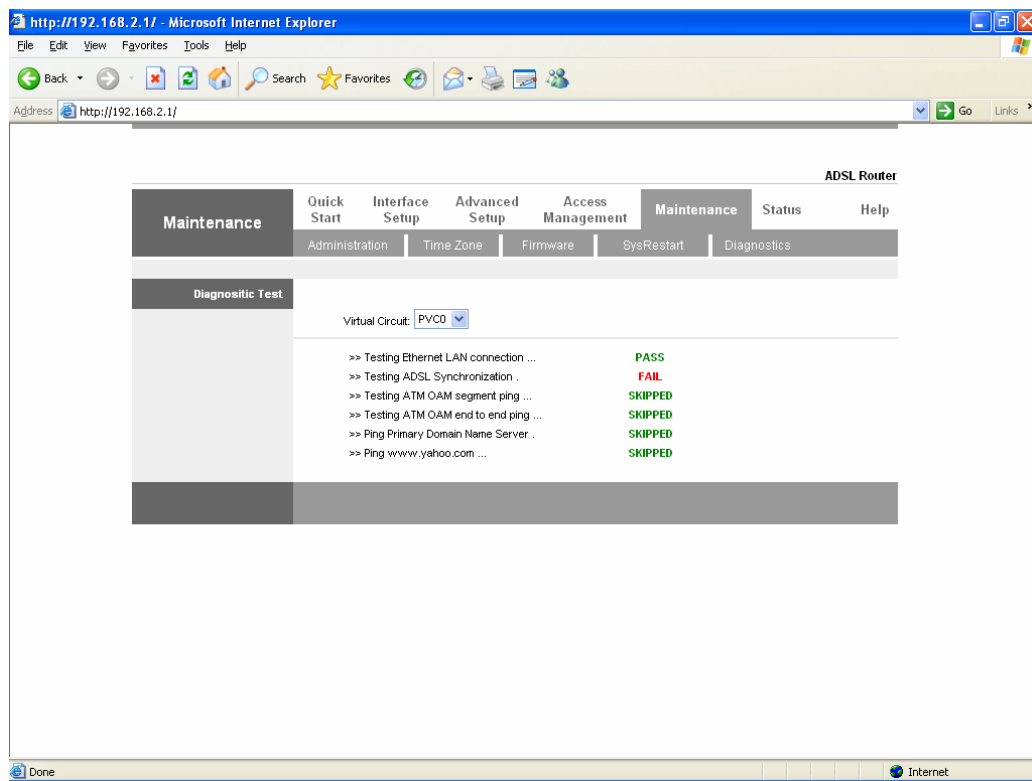 http://192.168.2.1/ - Microsoft Internet Explorer
File Edit View Favorites Tools Help
Back Search Favorites
Address http://192.168.2.1/ Go Links
ADSL Router
Maintenance
Quick Start Interface Setup Advanced Setup Access Management Maintenance Status Help
Administration Time Zone Firmware SysRestart Diagnostics
Diagnositic Test
Virtual Circuit: PVC0
>> Testing Ethernet LAN connection ... PASS
>> Testing ADSL Synchronization . FAIL
>> Testing ATM OAM segment ping ... SKIPPED
>> Testing ATM OAM end to end ping ... SKIPPED
>> Ping Primary Domain Name Server . SKIPPED
>> Ping www.yahoo.com ... SKIPPED
Done Internet